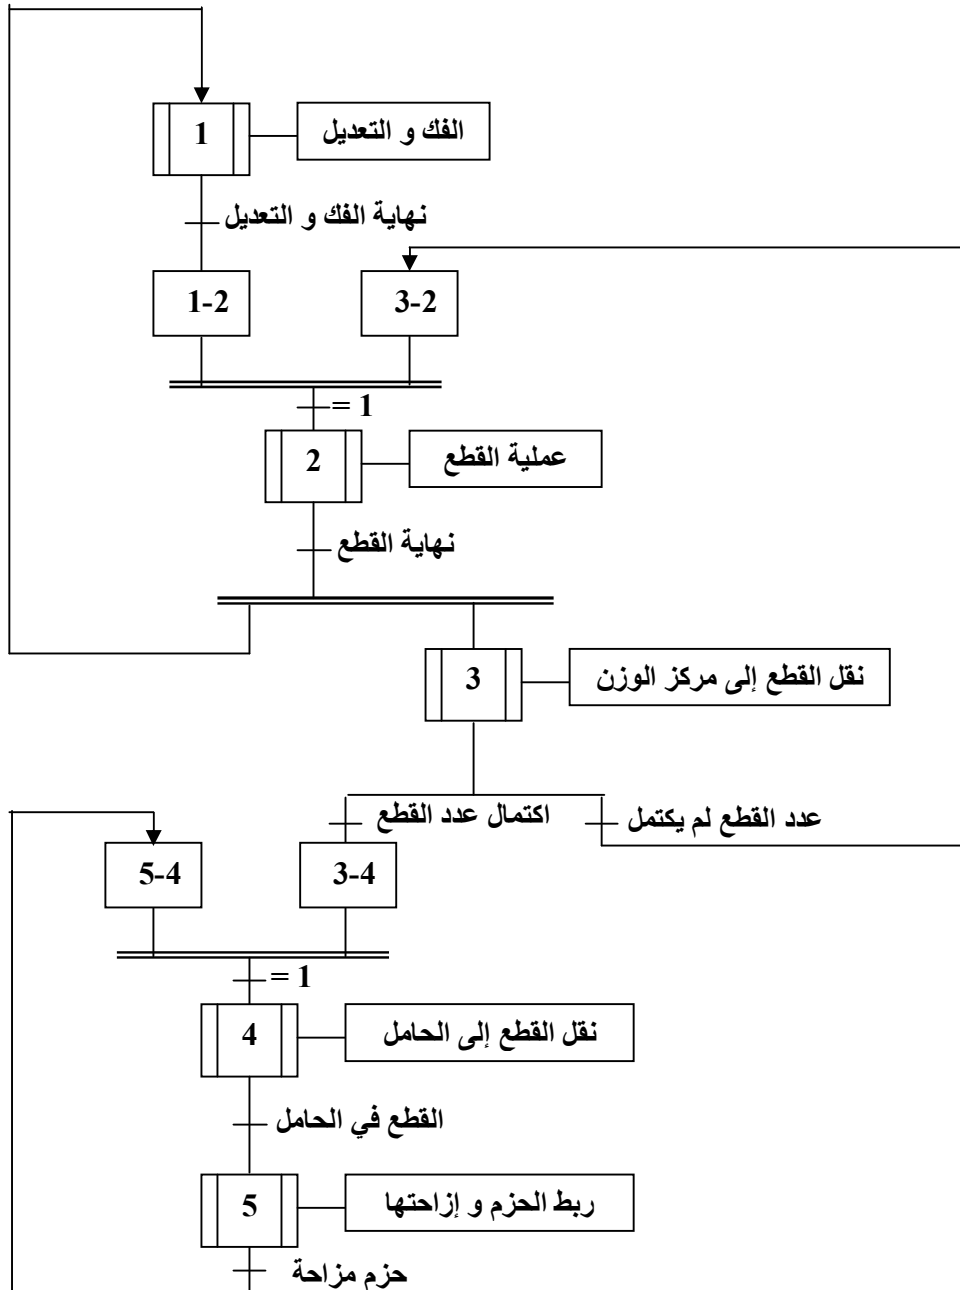 1
الفك و التعديل
نهاية الفك و التعديل
1-2
3-2
= 1
2
عملية القطع
نهاية القطع
3
نقل القطع إلى مركز الوزن
اكتمال عدد القطع
عدد القطع لم يكتمل
5-4
3-4
= 1
4
نقل القطع إلى الحامل
القطع في الحامل
5
ربط الحزم و إزاحتها
حزم مزاحة